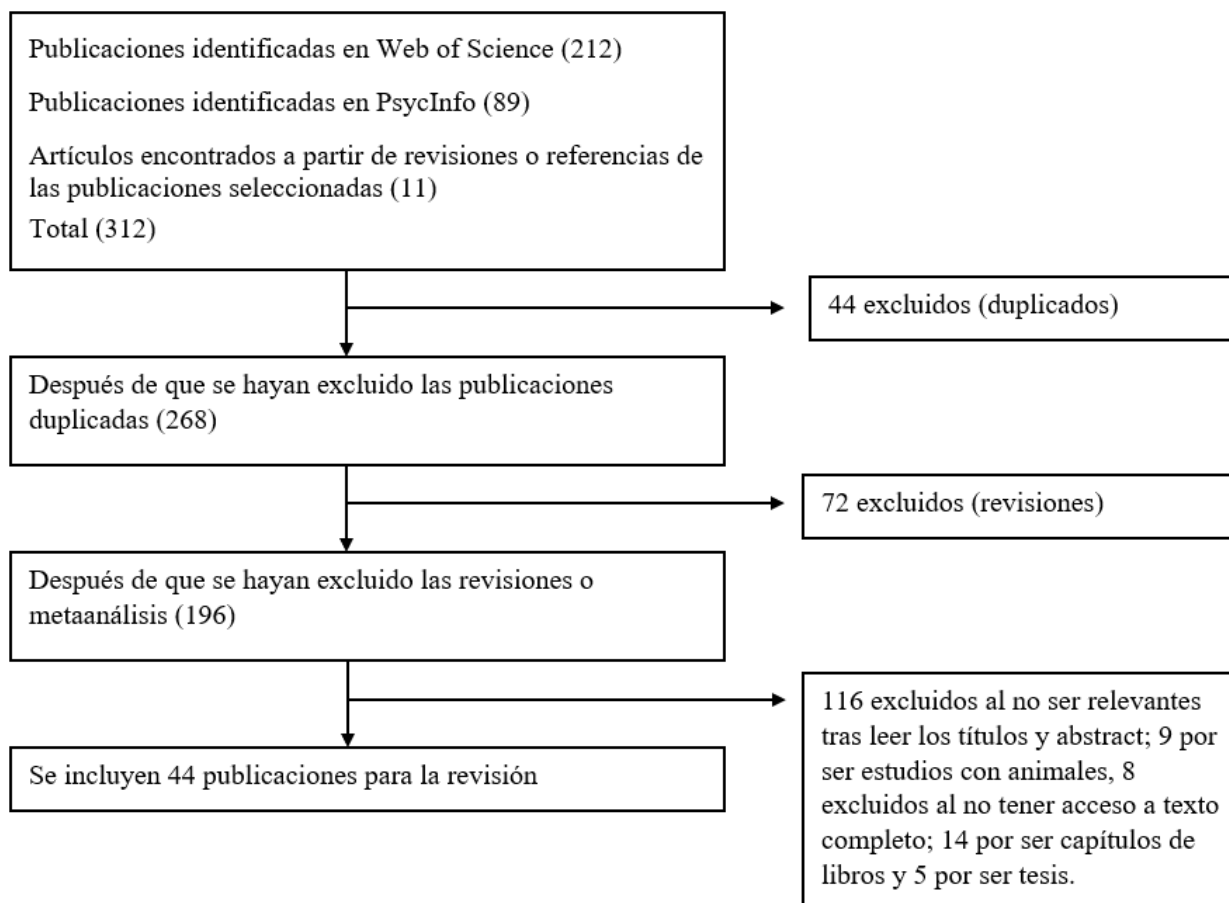 Publicaciones identificadas en Web of Science (212)
Publicaciones identificadas en PsycInfo (89)
Artículos encontrados a partir de revisiones o referencias de
las publicaciones seleccionadas (11)
Total (312)
44 excluidos (duplicados)
Después de que se hayan excluido las publicaciones
duplicadas (268)
72 excluidos (revisiones)
Después de que se hayan excluido las revisiones o
metaanálisis (196)
116 excluidos al no ser relevantes
tras leer los títulos y abstract; 9 por
ser estudios con animales, 8
excluidos al no tener acceso a texto
completo; 14 por ser capítulos de
libros y 5 por ser tesis.
Se incluyen 44 publicaciones para la revisión